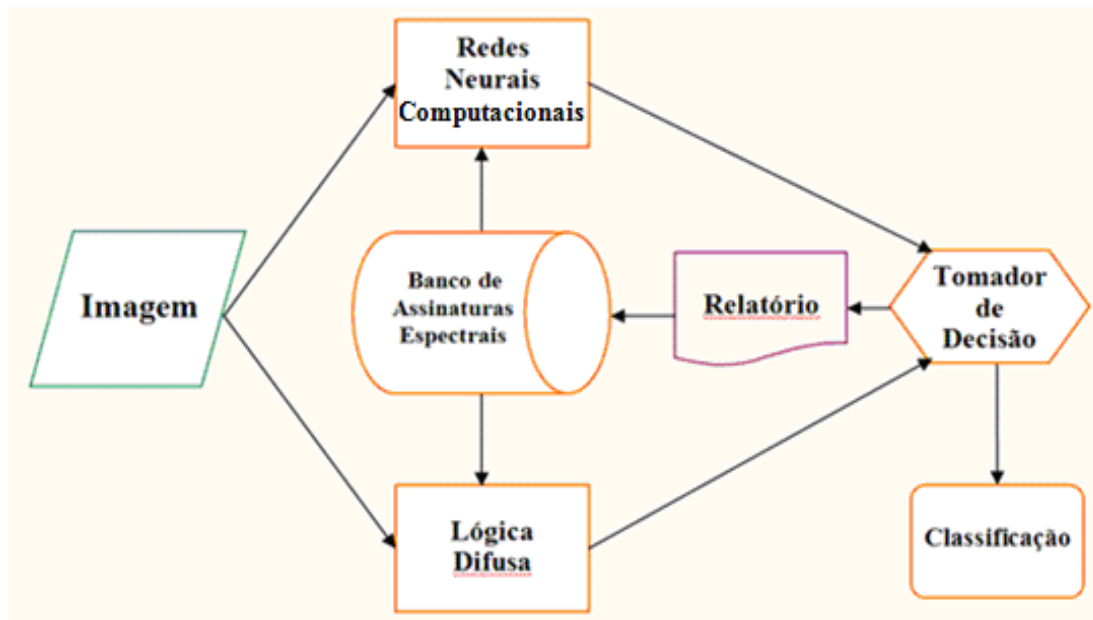 Redes
Neurais
Computacionais
Imagem
Banco de
Assinaturas
Espectrais
Relatório
Tomador
de
Decisão
Lógica
Difusa
Classificação